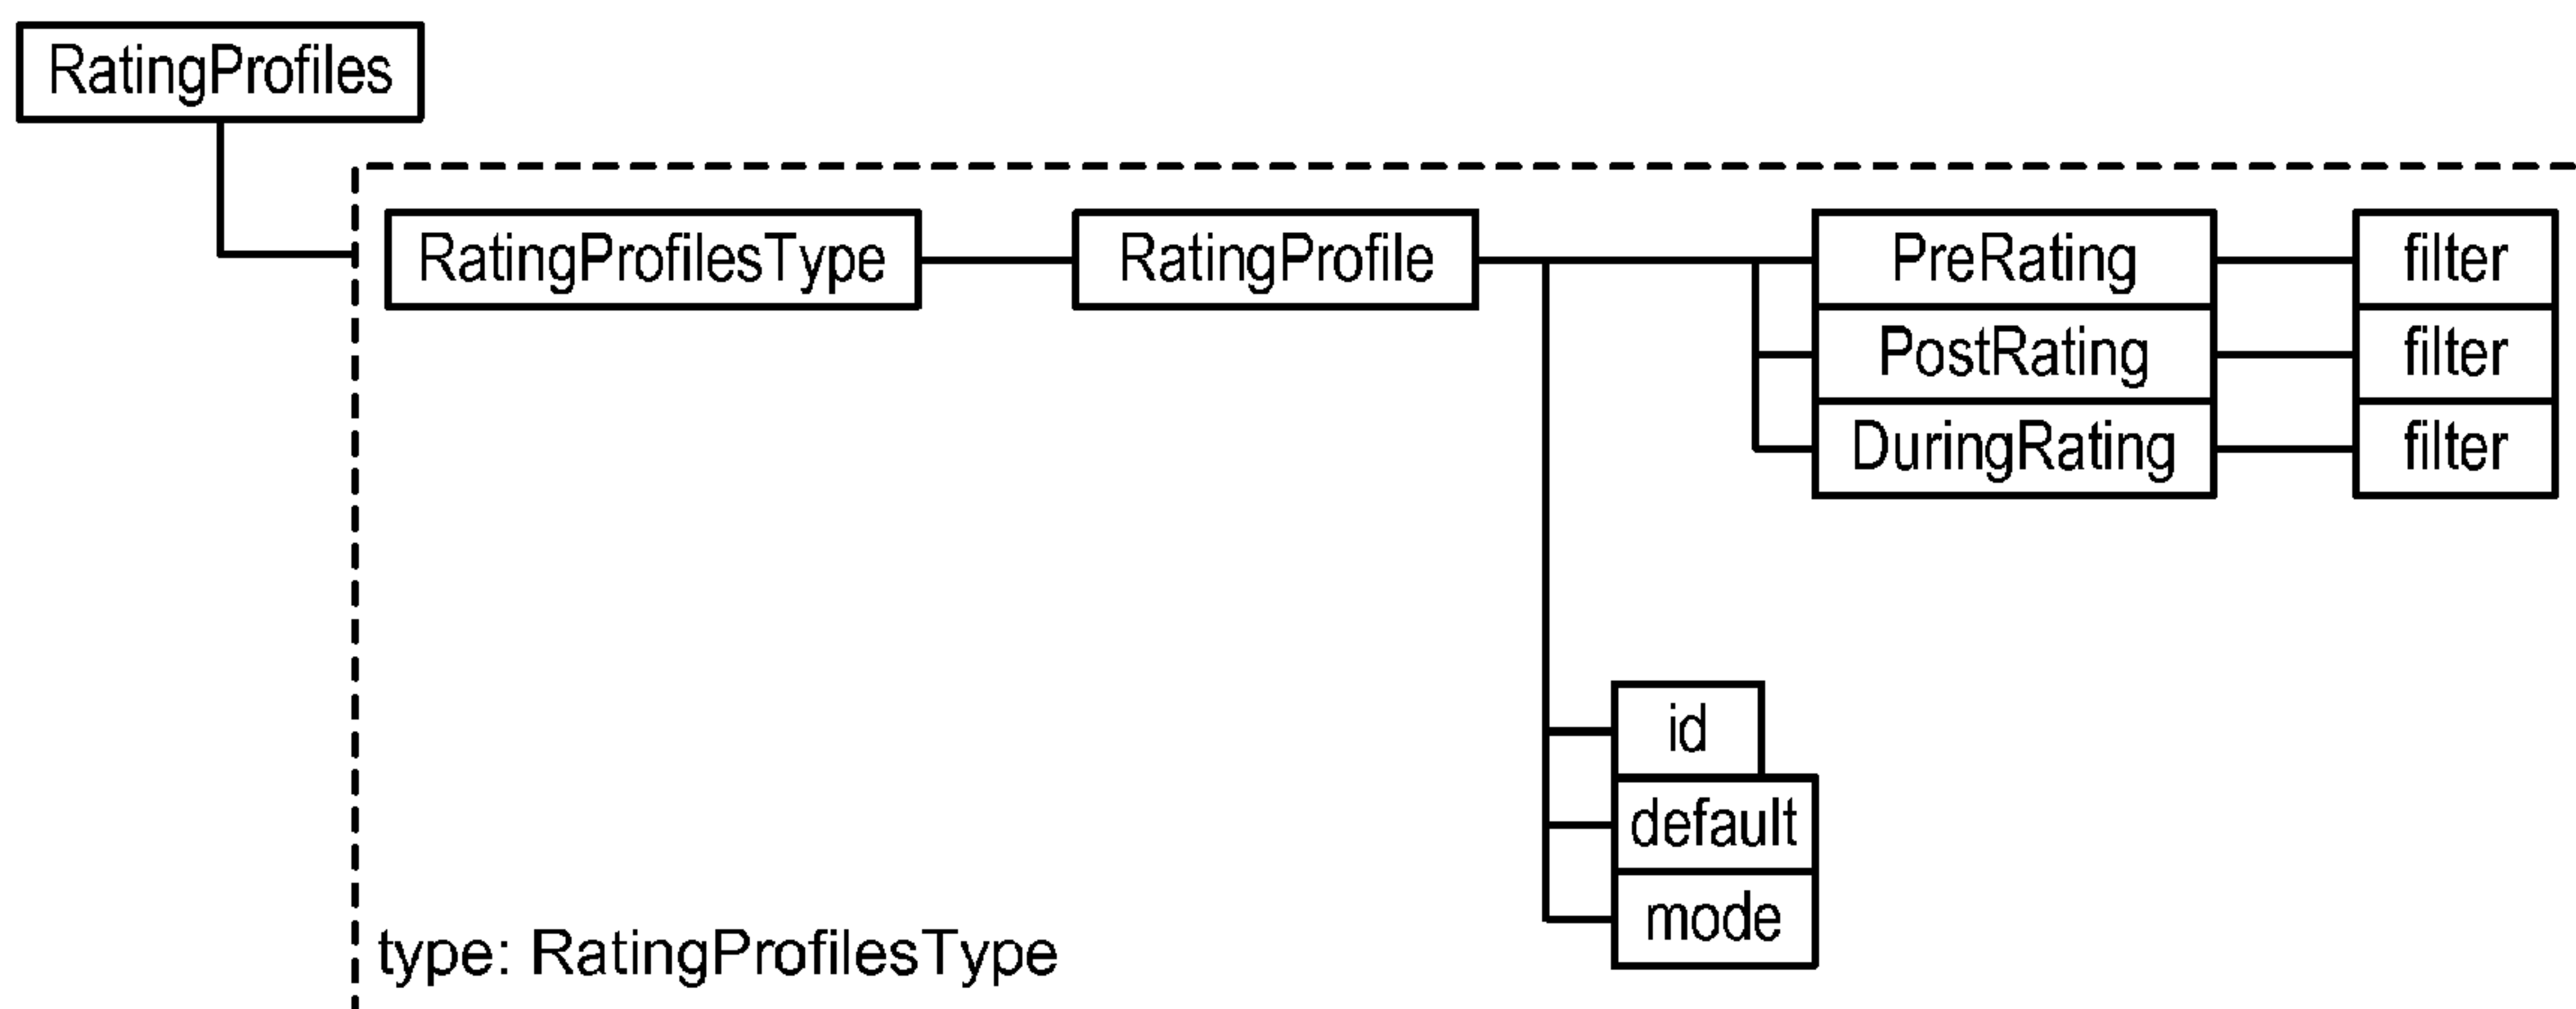 RatingProfiles
RatingProfilesType
RatingProfile
PreRating
filter
PostRating
filter
DuringRating
filter
id
default
mode
type: RatingProfilesType